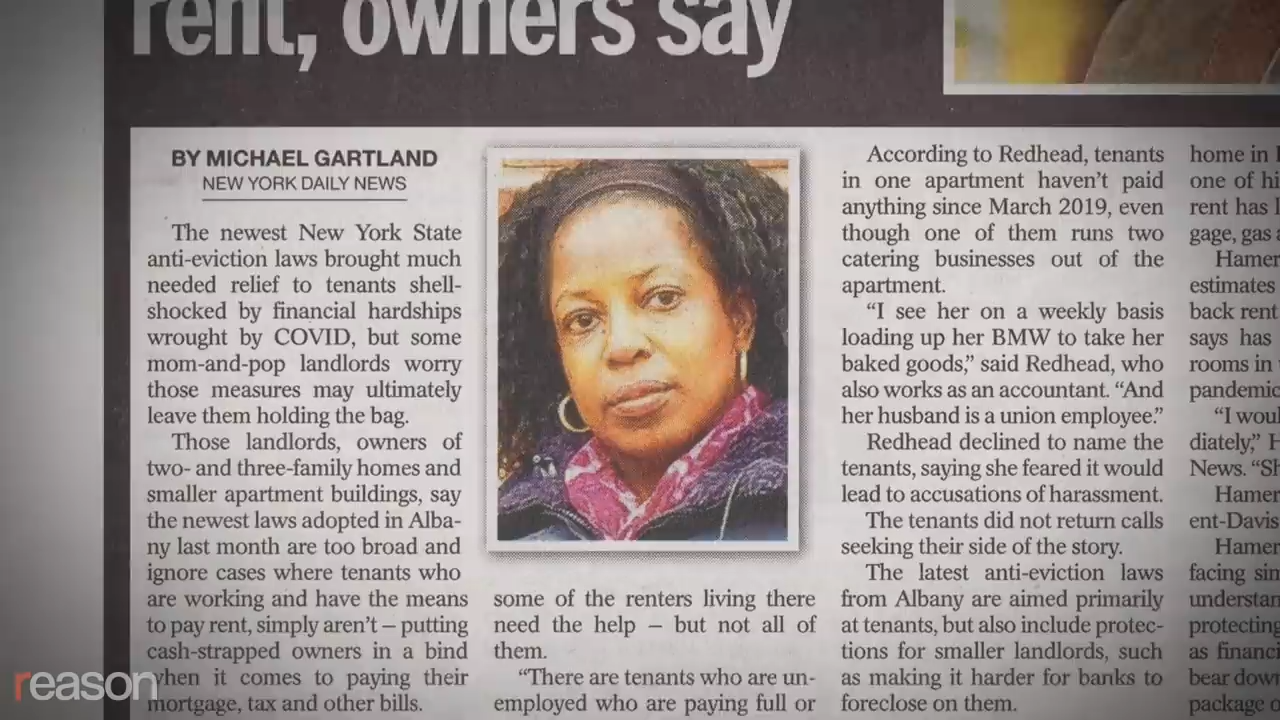 rent, owners say
BY MICHAEL GARTLAND
NEW YORK DAILY NEWS
The newest New York State
anti-eviction laws brought much
needed relief to tenants shell-
shocked by financial hardships
wrought by COVID, but some
mom-and-pop landlords worry
those measures may ultimately
leave them holding the bag.
Those landlords, owners of
two- and three-family homes and
smaller apartment buildings, say
the newest laws adopted in Alba-
ny last month are too broad and
ignore cases where tenants who
are working and have the means
to pay rent, simply aren't – putting
cash-strapped owners in a bind
when it comes to paying their
mortgage, tax and other bills.
some of the renters living there
need the help – but not all of
them.
"There are tenants who are un-
employed who are paying full or
According to Redhead, tenants
in one apartment haven't paid
anything since March 2019, even
though one of them runs two
catering businesses out of the
apartment.
"I see her on a weekly basis
loading up her BMW to take her
baked goods," said Redhead, who
also works as an accountant. "And
her husband is a union employee."
Redhead declined to name the
tenants, saying she feared it would
lead to accusations of harassment.
The tenants did not return calls
seeking their side of the story.
The latest anti-eviction laws
from Albany are aimed primarily
at tenants, but also include protec-
tions for smaller landlords, such
as making it harder for banks to
foreclose on them.
home in
one of
rent has
gage, gas
Hamer
estimates
back rent
says has
rooms in
pandemic
"I
diately,"
News.
Hamer
ent-Davis
Hamer
facing
protecting
as
bear down
package
reason